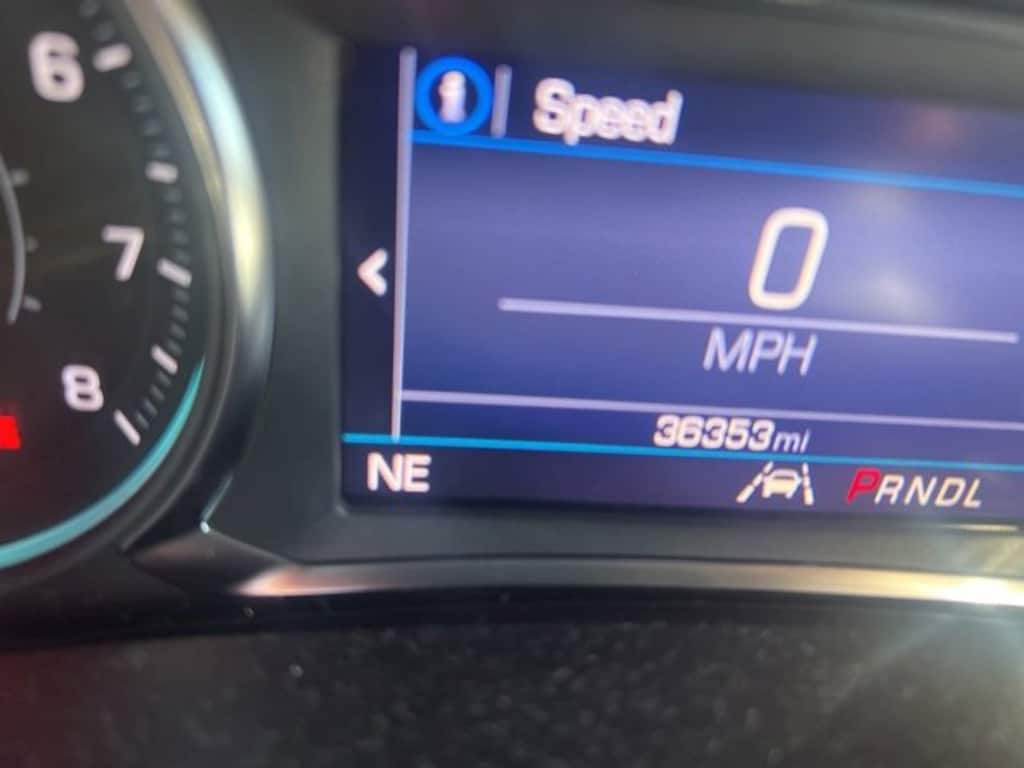 6
7
8
i Speed
0
MPH
36353mi
NE PRNDL